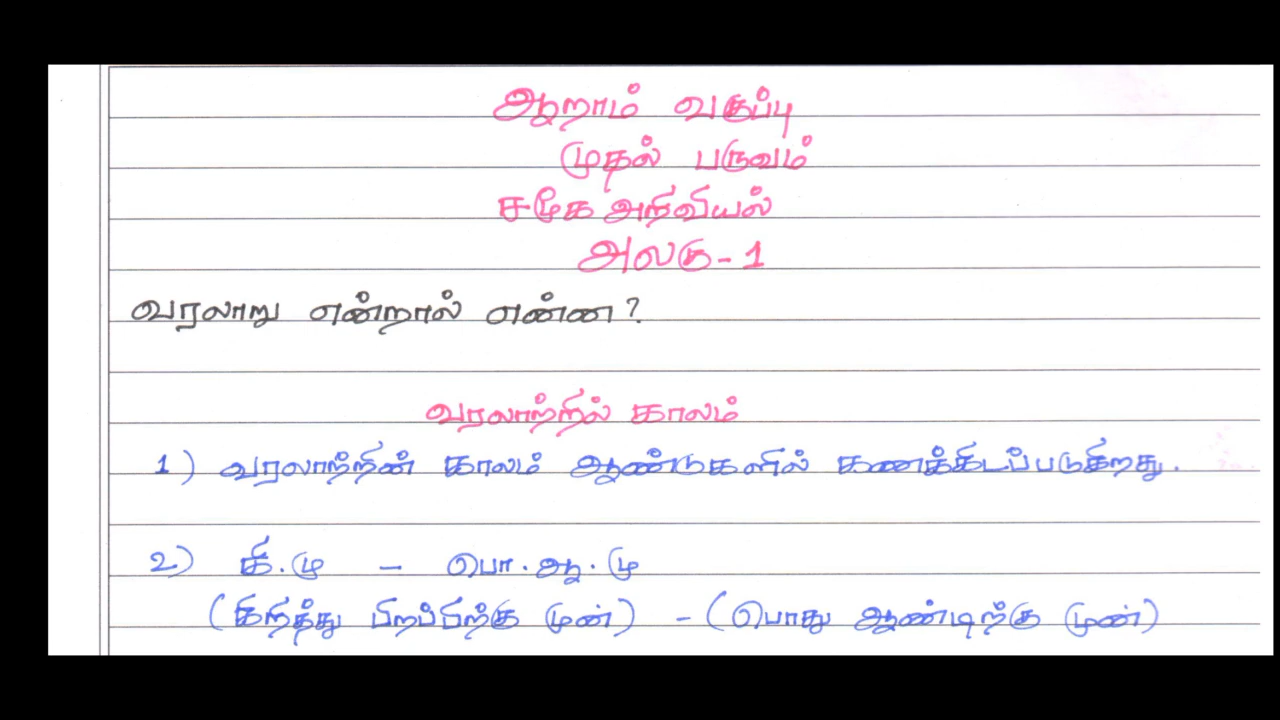 ஆறாம் வகுப்பு
முதல் பருவம்
சமூக அறிவியல்
அலகு - 1
வரலாறு என்றால் என்ன?
வரலாற்றில் காலம்
1) வரலாற்றின் காலம் ஆண்டுகளில் கணக்கிடப்படுகிறது.
2) கி.மு - பொ.ஆ.மு
(கிறித்து பிறப்பிற்கு முன்) - (பொது ஆண்டிற்கு முன்)